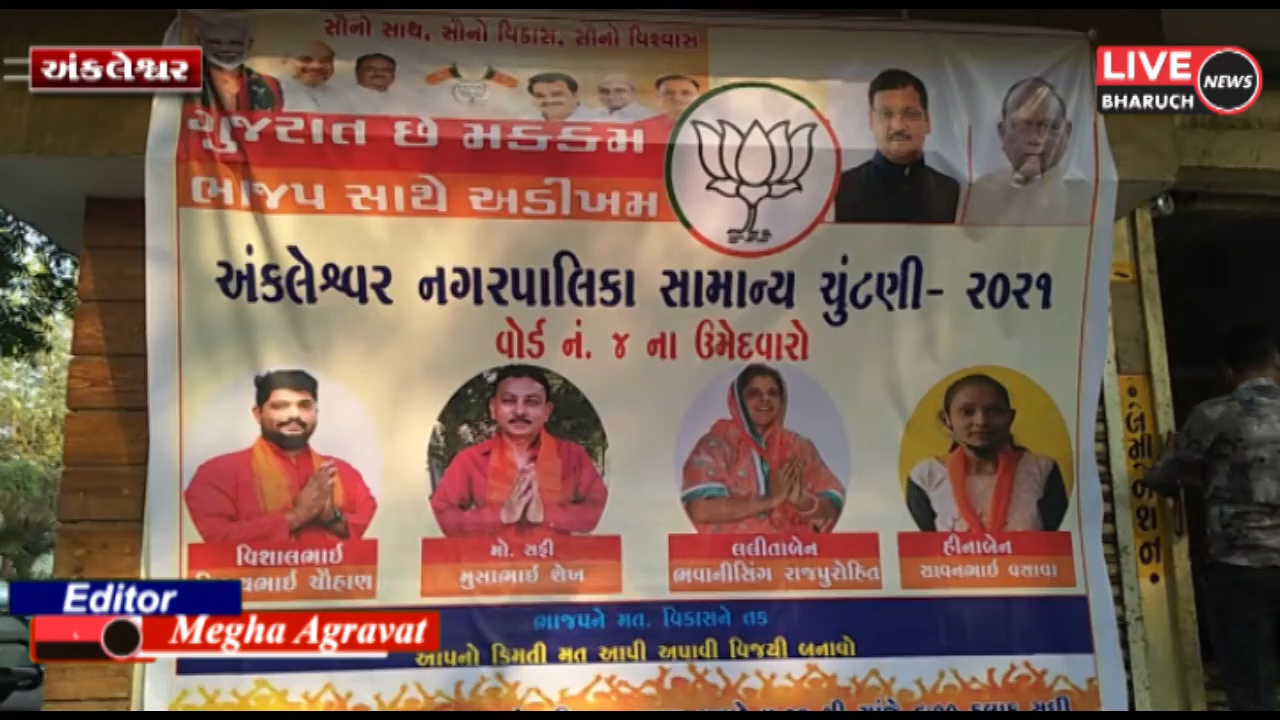 સૌનો સાથ, સૌનો વિકાસ, સૌનો વિશ્વાસ
અંકલેશ્વર
LIVE
BHARUCH
NEWS
ગુજરાત છે મક્કમ
ભાજપ સાથે અડીખમ
અંકલેશ્વર નગરપાલિકા સામાન્ય ચુંટણી- ૨૦૨૧
વોર્ડ નં. ૪ ના ઉમેદવારો
વિશાલભાઇ
ચૌહાણ
મો. સફી
મુસાભાઇ શેખ
લલીતાબેન
ભવાનીસિંગ રાજપુરોહિત
હીનાબેન
વસાવા
ભાજપને મત. વિકાસને તક
આપનો કિંમતી મત આપી અપાવી વિજયી બનાવો
Editor
Megha Agravat